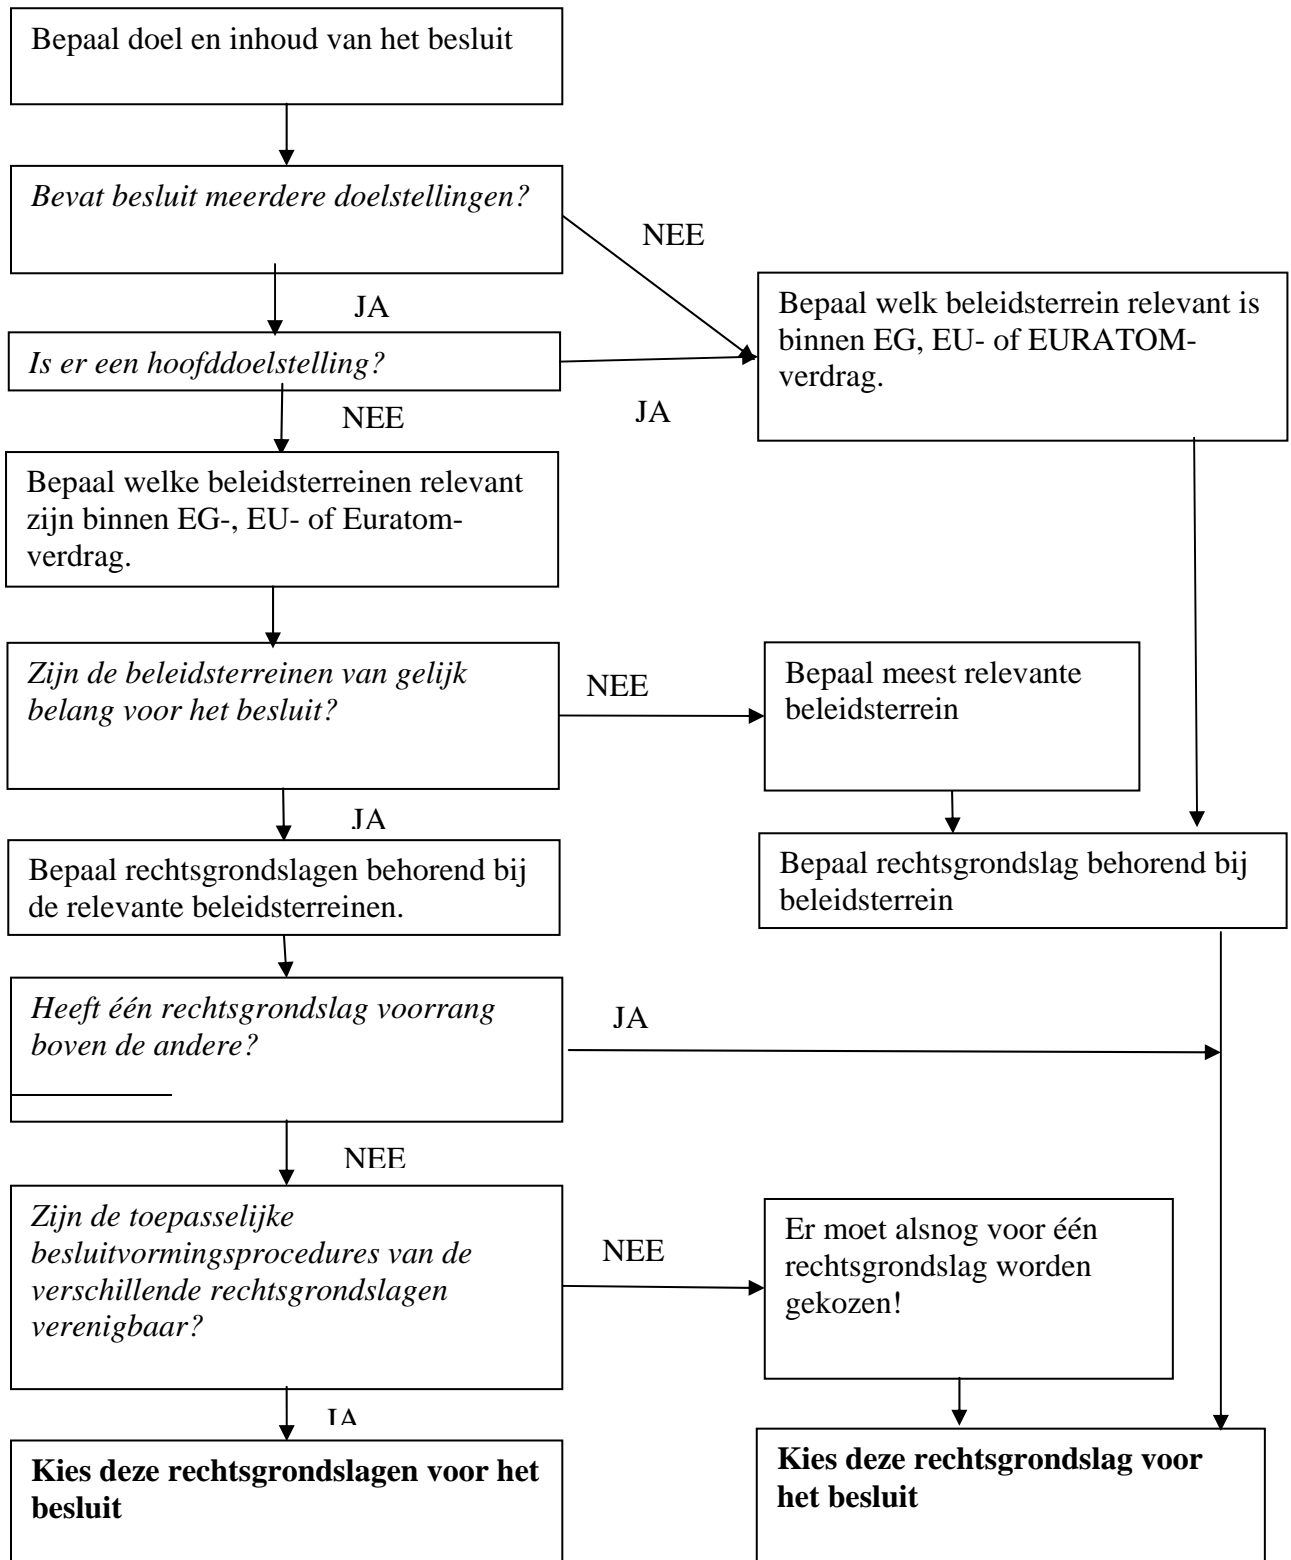 Bepaal doel en inhoud van het besluit
Bevat besluit meerdere doelstellingen?
NEE
JA
Bepaal welk beleidsterrein relevant is
binnen EG, EU- of EURATOM-
verdrag.
Is er een hoofddoelstelling?
JA
NEE
Bepaal welke beleidsterreinen relevant
zijn binnen EG-, EU- of Euratom-
verdrag.
Zijn de beleidsterreinen van gelijk
belang voor het besluit?
NEE
Bepaal meest relevante
beleidsterrein
JA
Bepaal rechtsgrondslagen behorend bij
de relevante beleidsterreinen.
Bepaal rechtsgrondslag behorend bij
beleidsterrein
Heeft één rechtsgrondslag voorrang
boven de andere?
JA
NEE
Zijn de toepasselijke
besluitvormingsprocedures van de
verschillende rechtsgrondslagen
verenigbaar?
NEE
Er moet alsnog voor één
rechtsgrondslag worden
gekozen!
JA
Kies deze rechtsgrondslagen voor het
besluit
Kies deze rechtsgrondslag voor
het besluit